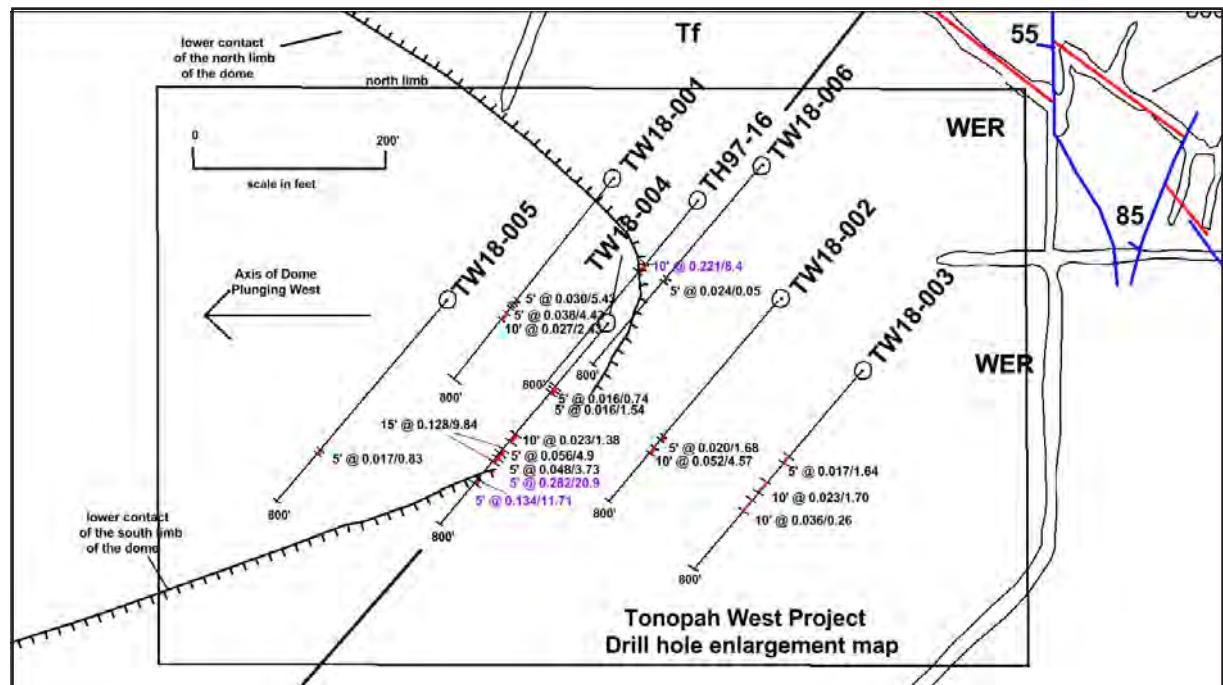 lower contact
of the north limb
of the dome
north limb
Tf
55
WER
85
0
200'
scale in feet
TW18-001
TH97-16
TW18-006
TW18-004
TW18-002
TW18-005
TW18-003
WER
Axis of Dome
Plunging West
10' @ 0.221/6.4
5' @ 0.024/0.05
5' @ 0.030/5.43
5' @ 0.038/4.43
10' @ 0.027/2.43
800'
800'
800'
5' @ 0.016/0.74
5' @ 0.016/1.54
15' @ 0.128/9.84
10' @ 0.023/1.38
5' @ 0.056/4.9
5' @ 0.048/3.73
5' @ 0.282/20.9
5' @ 0.134/11.71
5' @ 0.017/0.83
5' @ 0.020/1.68
10' @ 0.052/4.57
5' @ 0.017/1.64
10' @ 0.023/1.70
10' @ 0.036/0.26
800'
800'
800'
800'
lower contact
of the south limb
of the dome
Tonopah West Project
Drill hole enlargement map